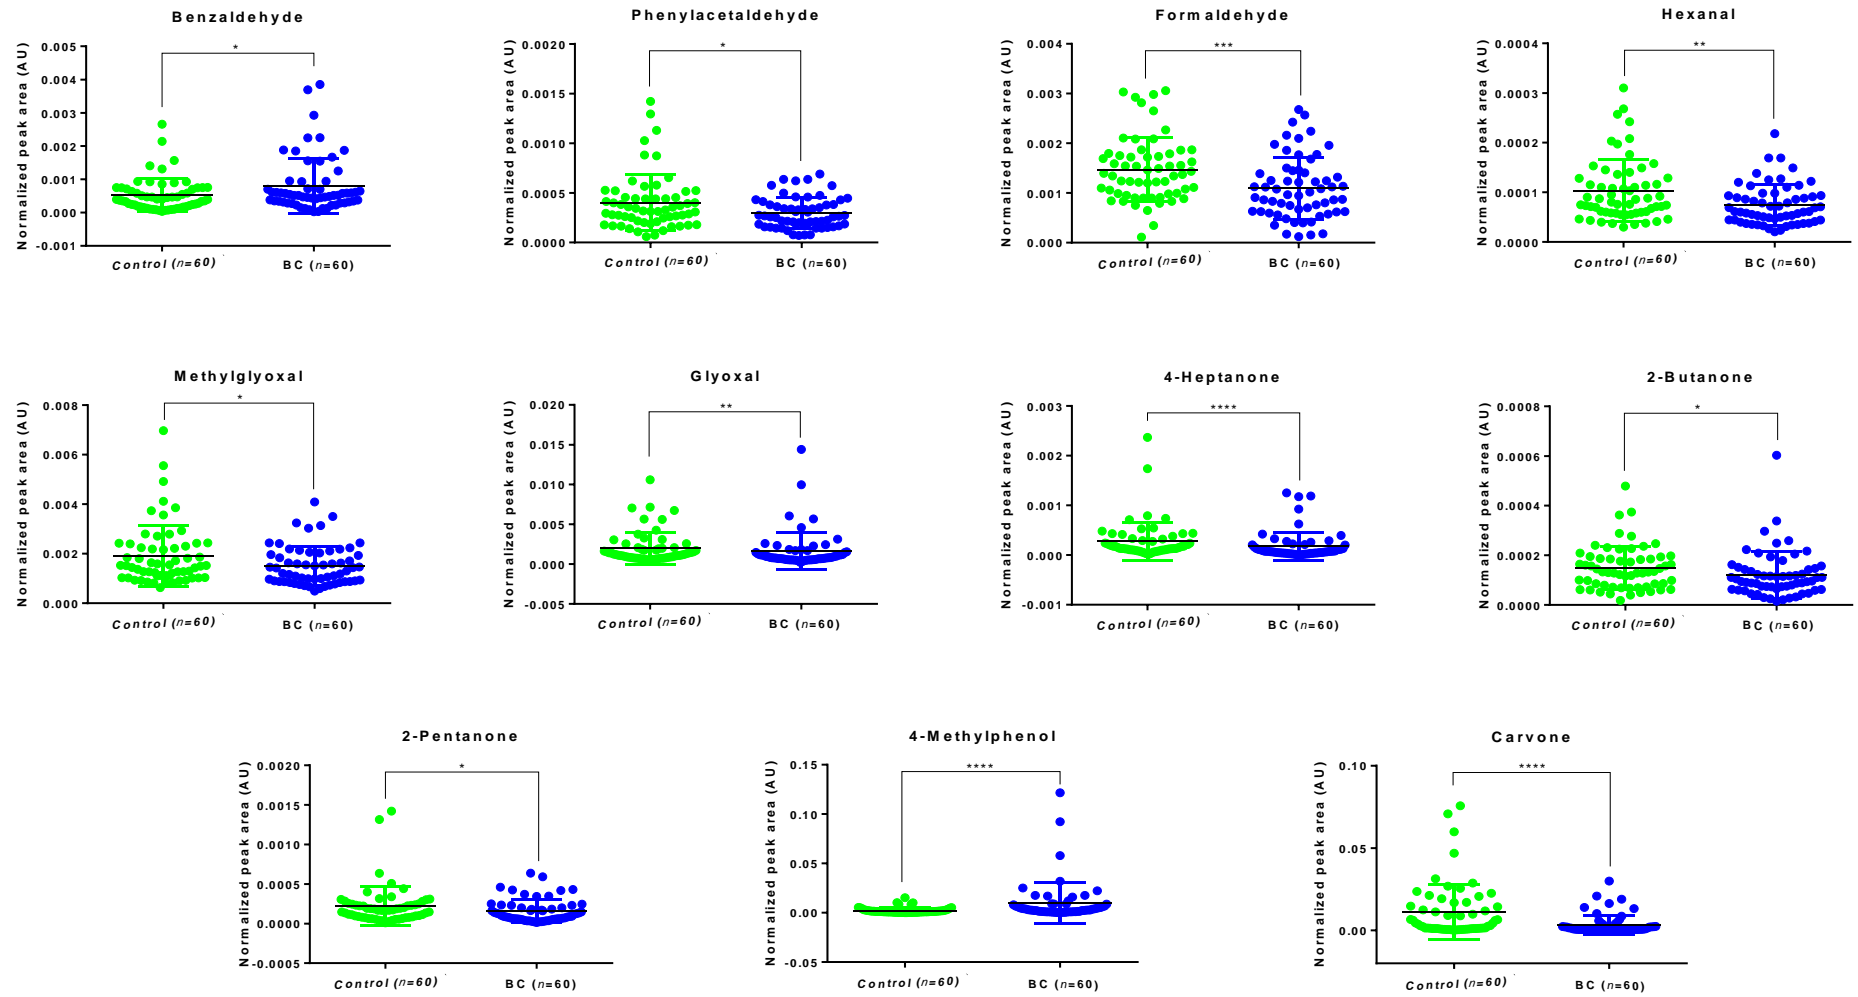 Benzaldehyde
Normalized peak area (AU)
0.005
0.004
0.003
0.002
0.001
0.000
-0.001
*
Control (n=60)
BC (n=60)
Phenylacetaldehyde
Normalized peak area (AU)
0.0020
0.0015
0.0010
0.0005
0.0000
*
Control (n=60)
BC (n=60)
Formaldehyde
Normalized peak area (AU)
0.004
0.003
0.002
0.001
0.000
***
Control (n=60)
BC (n=60)
Hexanal
Normalized peak area (AU)
0.0004
0.0003
0.0002
0.0001
0.0000
**
Control (n=60)
BC (n=60)
Methylglyoxal
Normalized peak area (AU)
0.008
0.006
0.004
0.002
0.000
*
Control (n=60)
BC (n=60)
Glyoxal
Normalized peak area (AU)
0.020
0.015
0.010
0.005
0.000
-0.005
**
Control (n=60)
BC (n=60)
4-Heptanone
Normalized peak area (AU)
0.003
0.002
0.001
0.000
-0.001
****
Control (n=60)
BC (n=60)
2-Butanone
Normalized peak area (AU)
0.0008
0.0006
0.0004
0.0002
0.0000
*
Control (n=60)
BC (n=60)
2-Pentanone
Normalized peak area (AU)
0.0020
0.0015
0.0010
0.0005
0.0000
-0.0005
*
Control (n=60)
BC (n=60)
4-Methylphenol
Normalized peak area (AU)
0.15
0.10
0.05
0.00
-0.05
****
Control (n=60)
BC (n=60)
Carvone
Normalized peak area (AU)
0.10
0.05
0.00
****
Control (n=60)
BC (n=60)